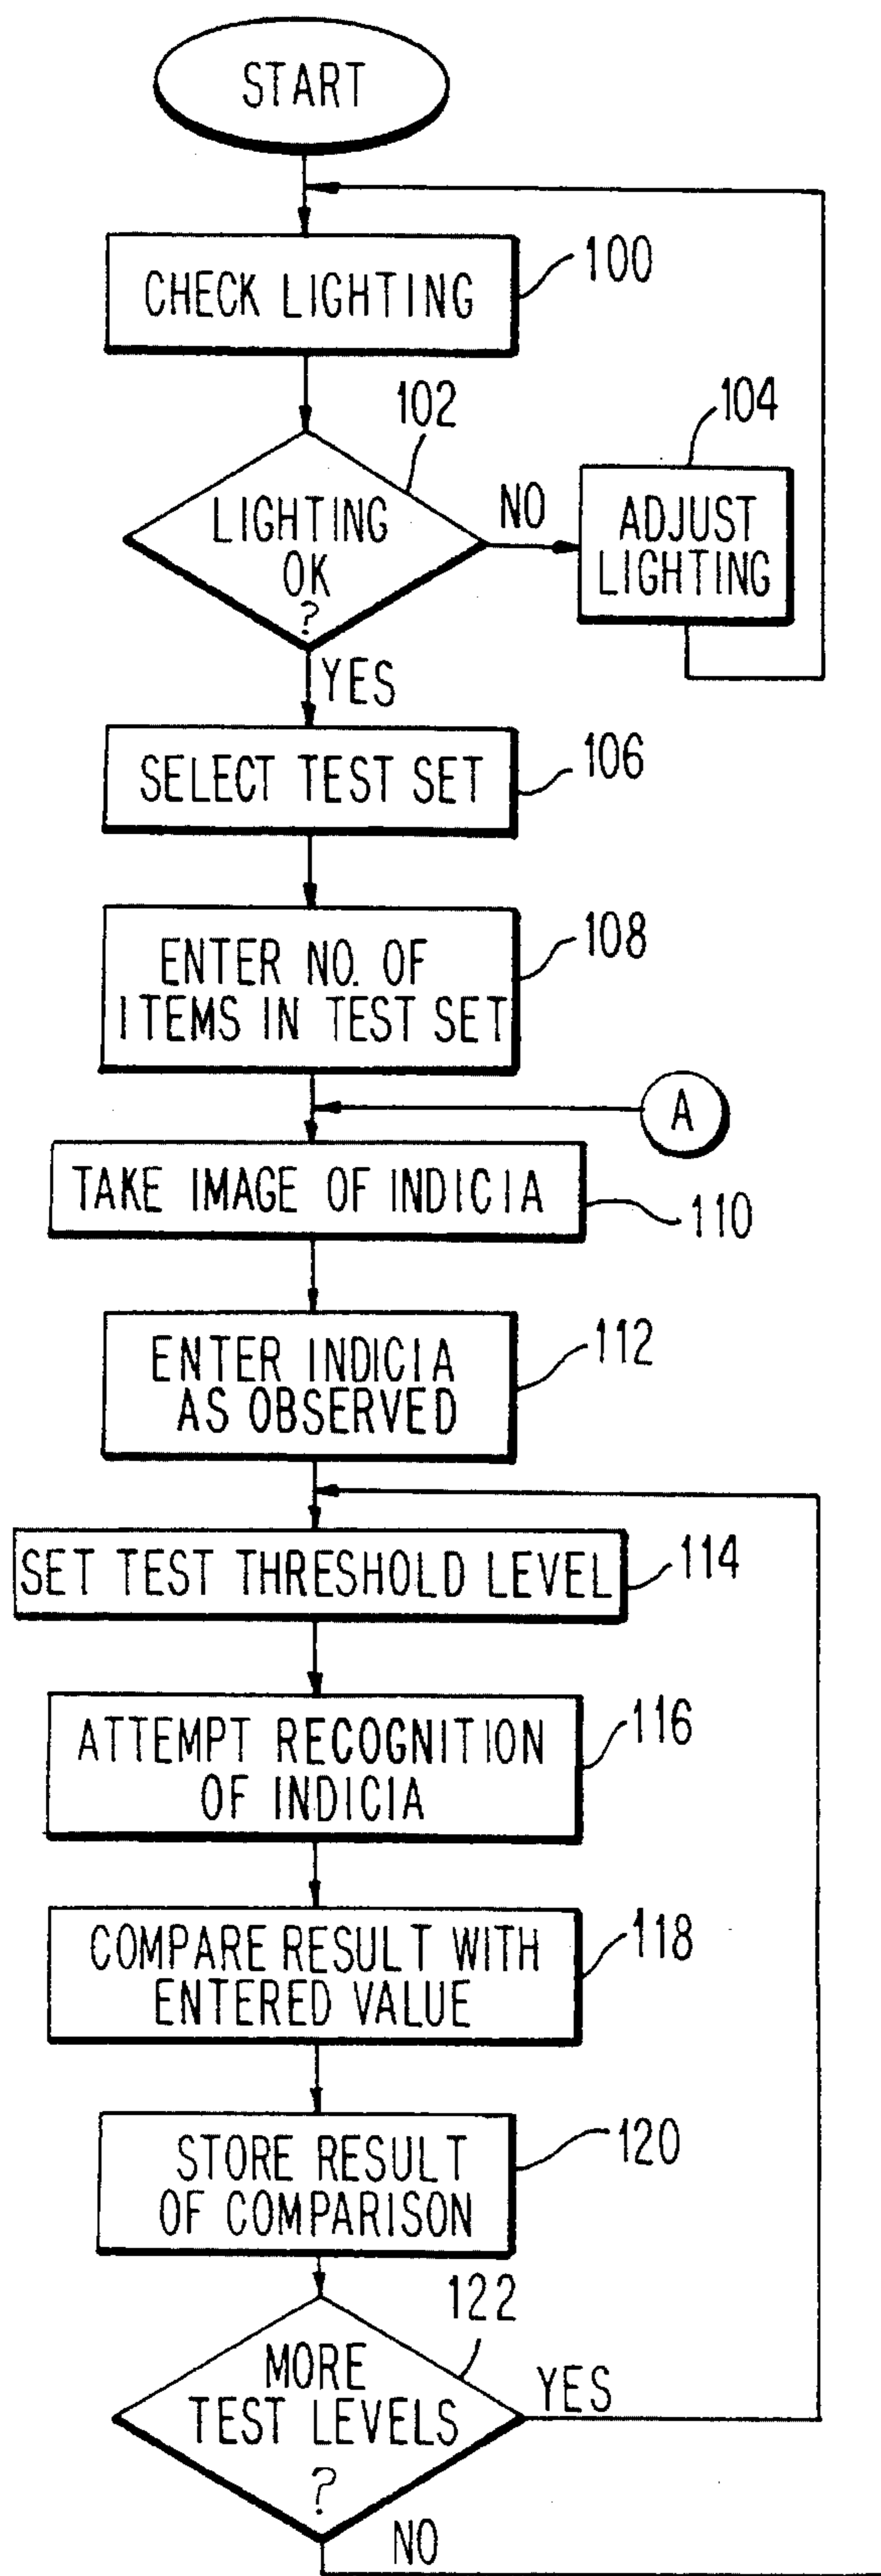 START
CHECK LIGHTING
100
102
LIGHTING
OK
?
NO
104
ADJUST
LIGHTING
YES
SELECT TEST SET
106
ENTER NO. OF
ITEMS IN TEST SET
108
A
TAKE IMAGE OF INDICIA
110
ENTER INDICIA
AS OBSERVED
112
SET TEST THRESHOLD LEVEL
114
ATTEMPT RECOGNITION
OF INDICIA
116
COMPARE RESULT WITH
ENTERED VALUE
118
STORE RESULT
OF COMPARISON
120
122
MORE
TEST LEVELS
?
YES
NO